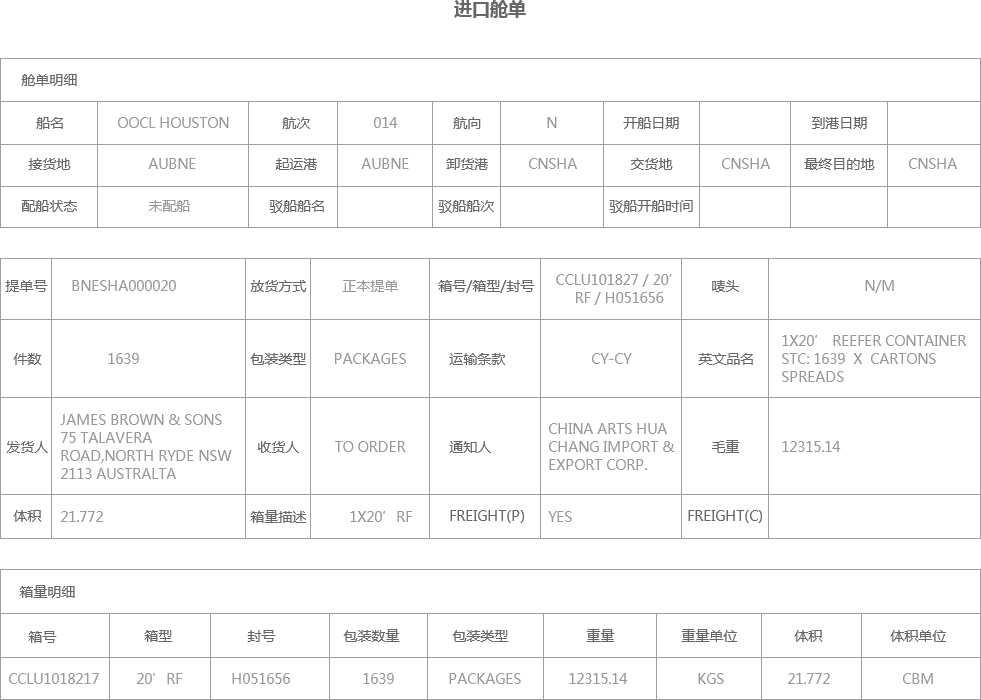 进口舱单
舱单明细
船名 OOCL HOUSTON 航次 014 航向 N 开船日期 到港日期
接货地 AUBNE 起运港 AUBNE 卸货港 CNSHA 交货地 CNSHA 最终目的地 CNSHA
配船状态 未配船 驳船船名 驳船船次 驳船开船时间
提单号 BNESHA000020 放货方式 正本提单 箱号/箱型/封号 CCLU101827 / 20’
RF / H051656 唛头 N/M
件数 1639 包装类型 PACKAGES 运输条款 CY-CY 英文品名 1X20’ REEFER CONTAINER
STC: 1639 X CARTONS
SPREADS
发货人 JAMES BROWN & SONS
75 TALAVERA
ROAD,NORTH RYDE NSW
2113 AUSTRALTA
收货人 TO ORDER 通知人 CHINA ARTS HUA
CHANG IMPORT &
EXPORT CORP.
毛重 12315.14
体积 21.772 箱量描述 1X20’ RF FREIGHT(P) YES FREIGHT(C)
箱量明细
箱号 箱型 封号 包装数量 包装类型 重量 重量单位 体积 体积单位
CCLU1018217 20’ RF H051656 1639 PACKAGES 12315.14 KGS 21.772 CBM